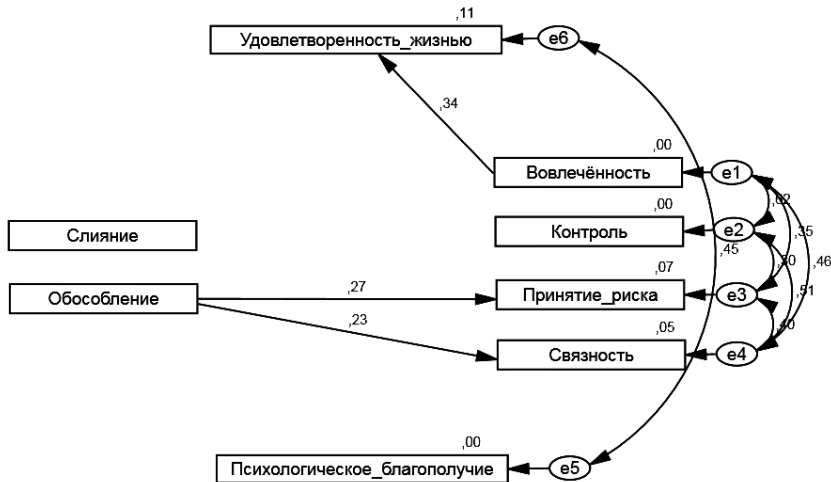 ,11
Удовлетворенность_жизнью
e6
,34
,00
Вовлечённость
e1
,62
,00
Контроль
e2
,35
,45
,46
Слияние
,07
,30
Обособление
,27
Принятие_риска
e3
,51
,23
,05
,40
Связность
e4
,00
Психологическое_благополучие
e5